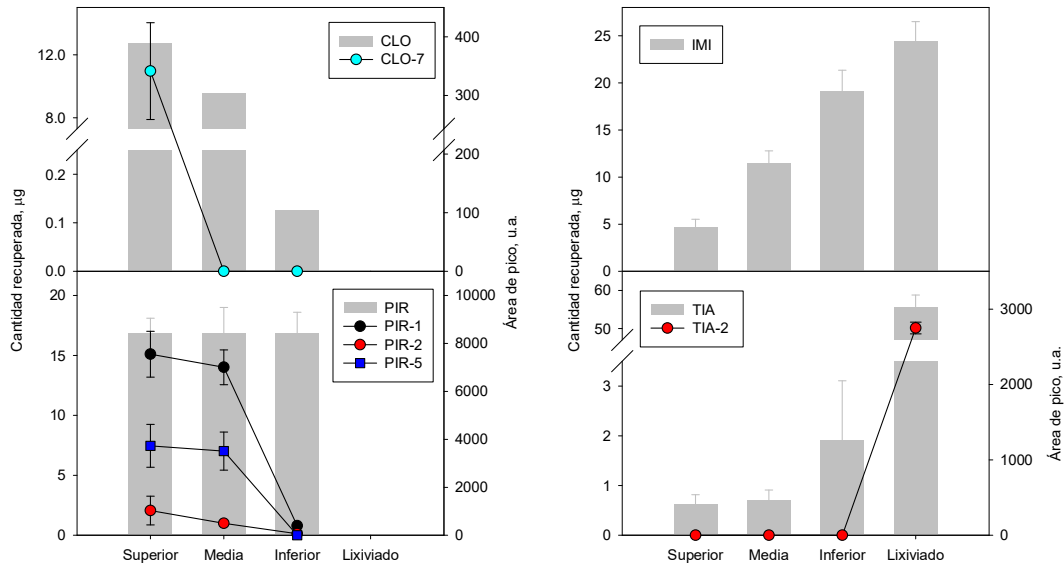 CLO
CLO-7
12.0
8.0
0.2
0.1
0.0
400
300
200
100
0
Cantidad recuperada, μg
Área de pico, u.a.
IMI
25
20
15
10
5
0
Cantidad recuperada, μg
PIR
PIR-1
PIR-2
PIR-5
20
15
10
5
0
10000
8000
6000
4000
2000
0
Superior Media Inferior Lixiviado
TIA
TIA-2
60
50
3
2
1
0
3000
2000
1000
0
Área de pico, u.a.
Superior Media Inferior Lixiviado